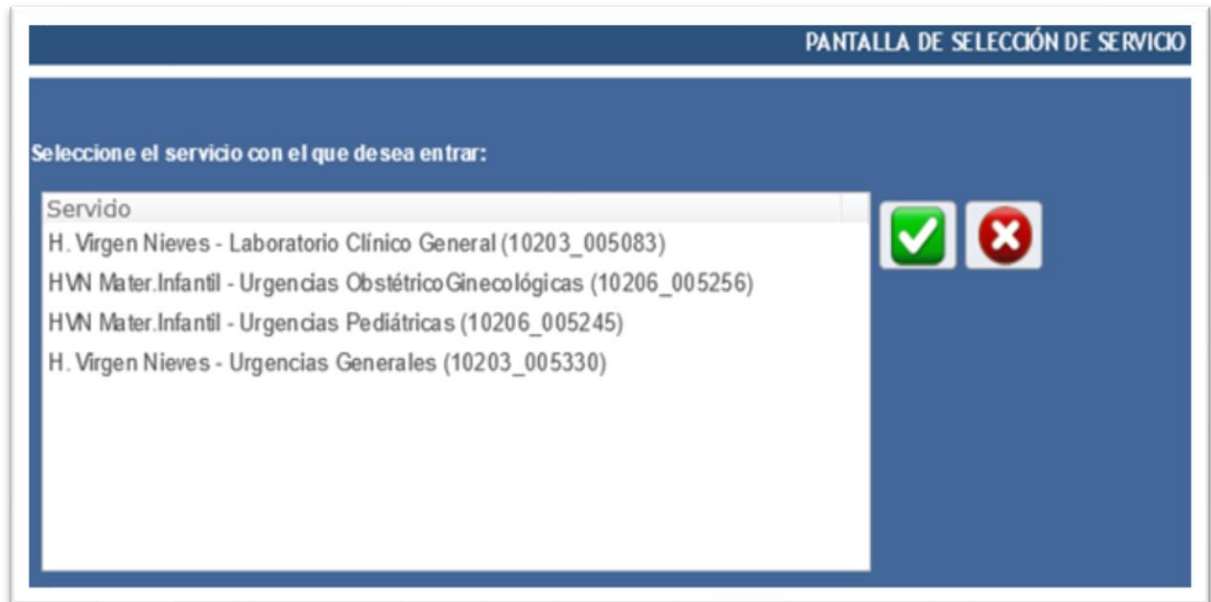 PANTALLA DE SELECCIÓN DE SERVICIO
Seleccione el servicio con el que desea entrar:
Servido
H. Virgen Nieves - Laboratorio Clínico General (10203_005083)
HVN Mater.Infantil - Urgencias ObstétricoGinecológicas (10206_005256)
HVN Mater.Infantil - Urgencias Pediátricas (10206_005245)
H. Virgen Nieves - Urgencias Generales (10203_005330)